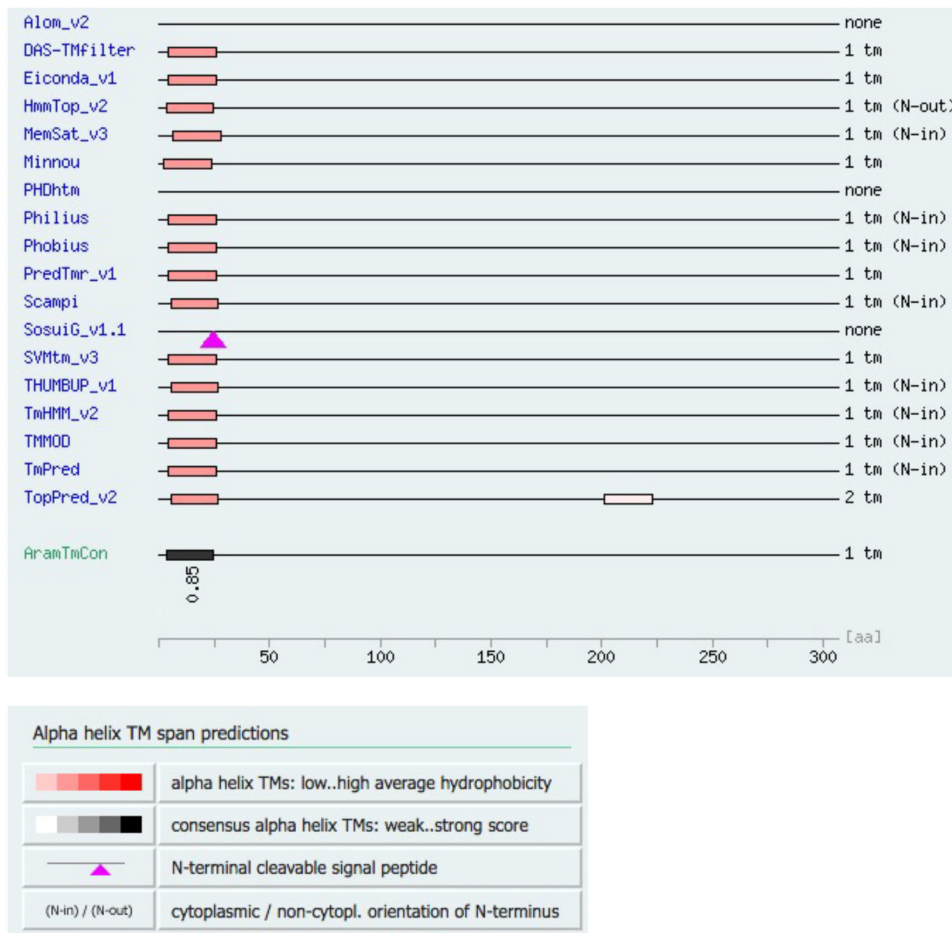 Alom_v2 none
DAS-TMfilter 1 tm
Eiconda_v1 1 tm
HmmTop_v2 1 tm (N-out)
MemSat_v3 1 tm (N-in)
Minnou 1 tm
PHDhtm none
Philius 1 tm (N-in)
Phobius 1 tm (N-in)
PredTmr_v1 1 tm
Scampi 1 tm (N-in)
SosuiG_v1.1 none
SVMtm_v3 1 tm
THUMBUP_v1 1 tm (N-in)
TmHMM_v2 1 tm (N-in)
TMMOD 1 tm (N-in)
TmPred 1 tm (N-in)
TopPred_v2 2 tm
AramTmCon 1 tm
0.85
[aa]
50 100 150 200 250 300
Alpha helix TM span predictions
alpha helix TMs: low..high average hydrophobicity
consensus alpha helix TMs: weak..strong score
N-terminal cleavable signal peptide
(N-in) / (N-out) cytoplasmic / non-cytopl. orientation of N-terminus